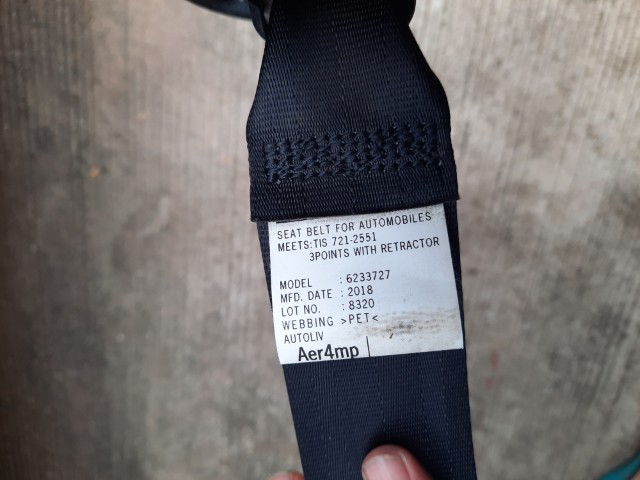 SEAT BELT FOR AUTOMOBILES
MEETS:TIS 721-2551
3POINTS WITH RETRACTOR
MODEL : 6233727
MFD. DATE : 2018
LOT NO. : 8320
WEBBING >PET<
AUTOLIV
Aer4mp